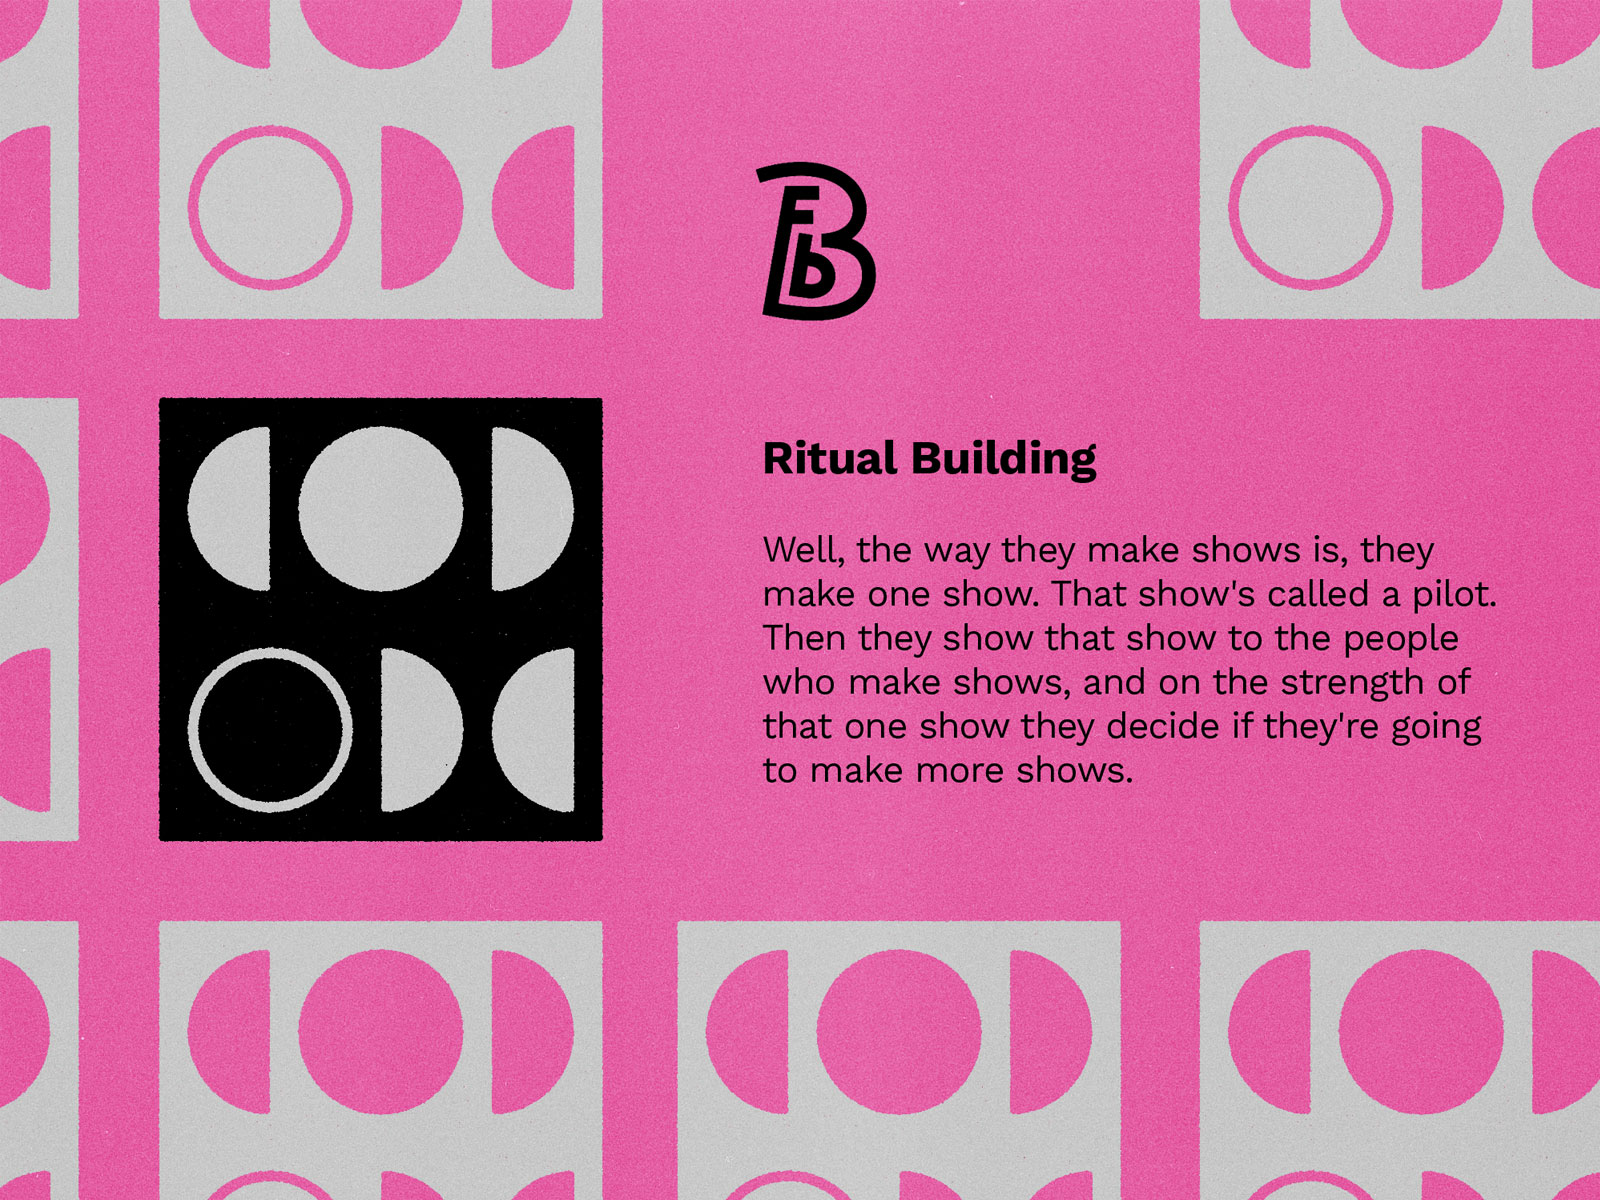 B
F
b
Ritual Building
Well, the way they make shows is, they
make one show. That show's called a pilot.
Then they show that show to the people
who make shows, and on the strength of
that one show they decide if they're going
to make more shows.